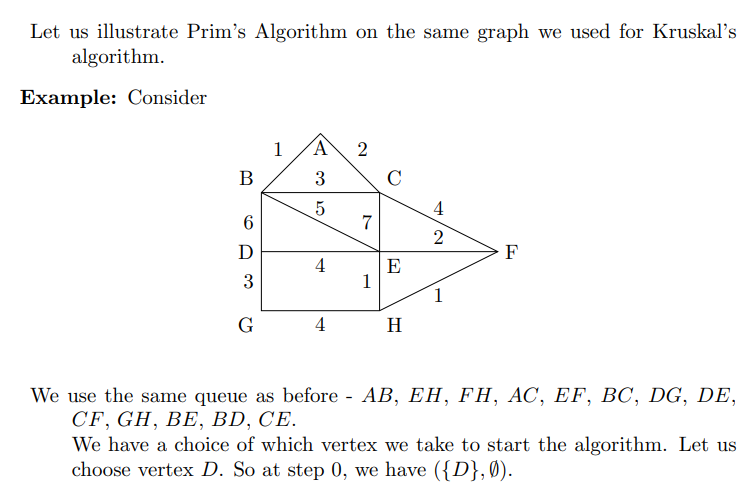 Let us illustrate Prim's Algorithm on the same graph we used for Kruskal's
algorithm.
Example: Consider
1 A 2
B 3 C
6 5 7 4
D 2 F
4 E
3 1 1
G 4 H
We use the same queue as before - AB, EH, FH, AC, EF, BC, DG, DE,
CF, GH, BE, BD, CE.
We have a choice of which vertex we take to start the algorithm. Let us
choose vertex D. So at step 0, we have ({D}, ∅).